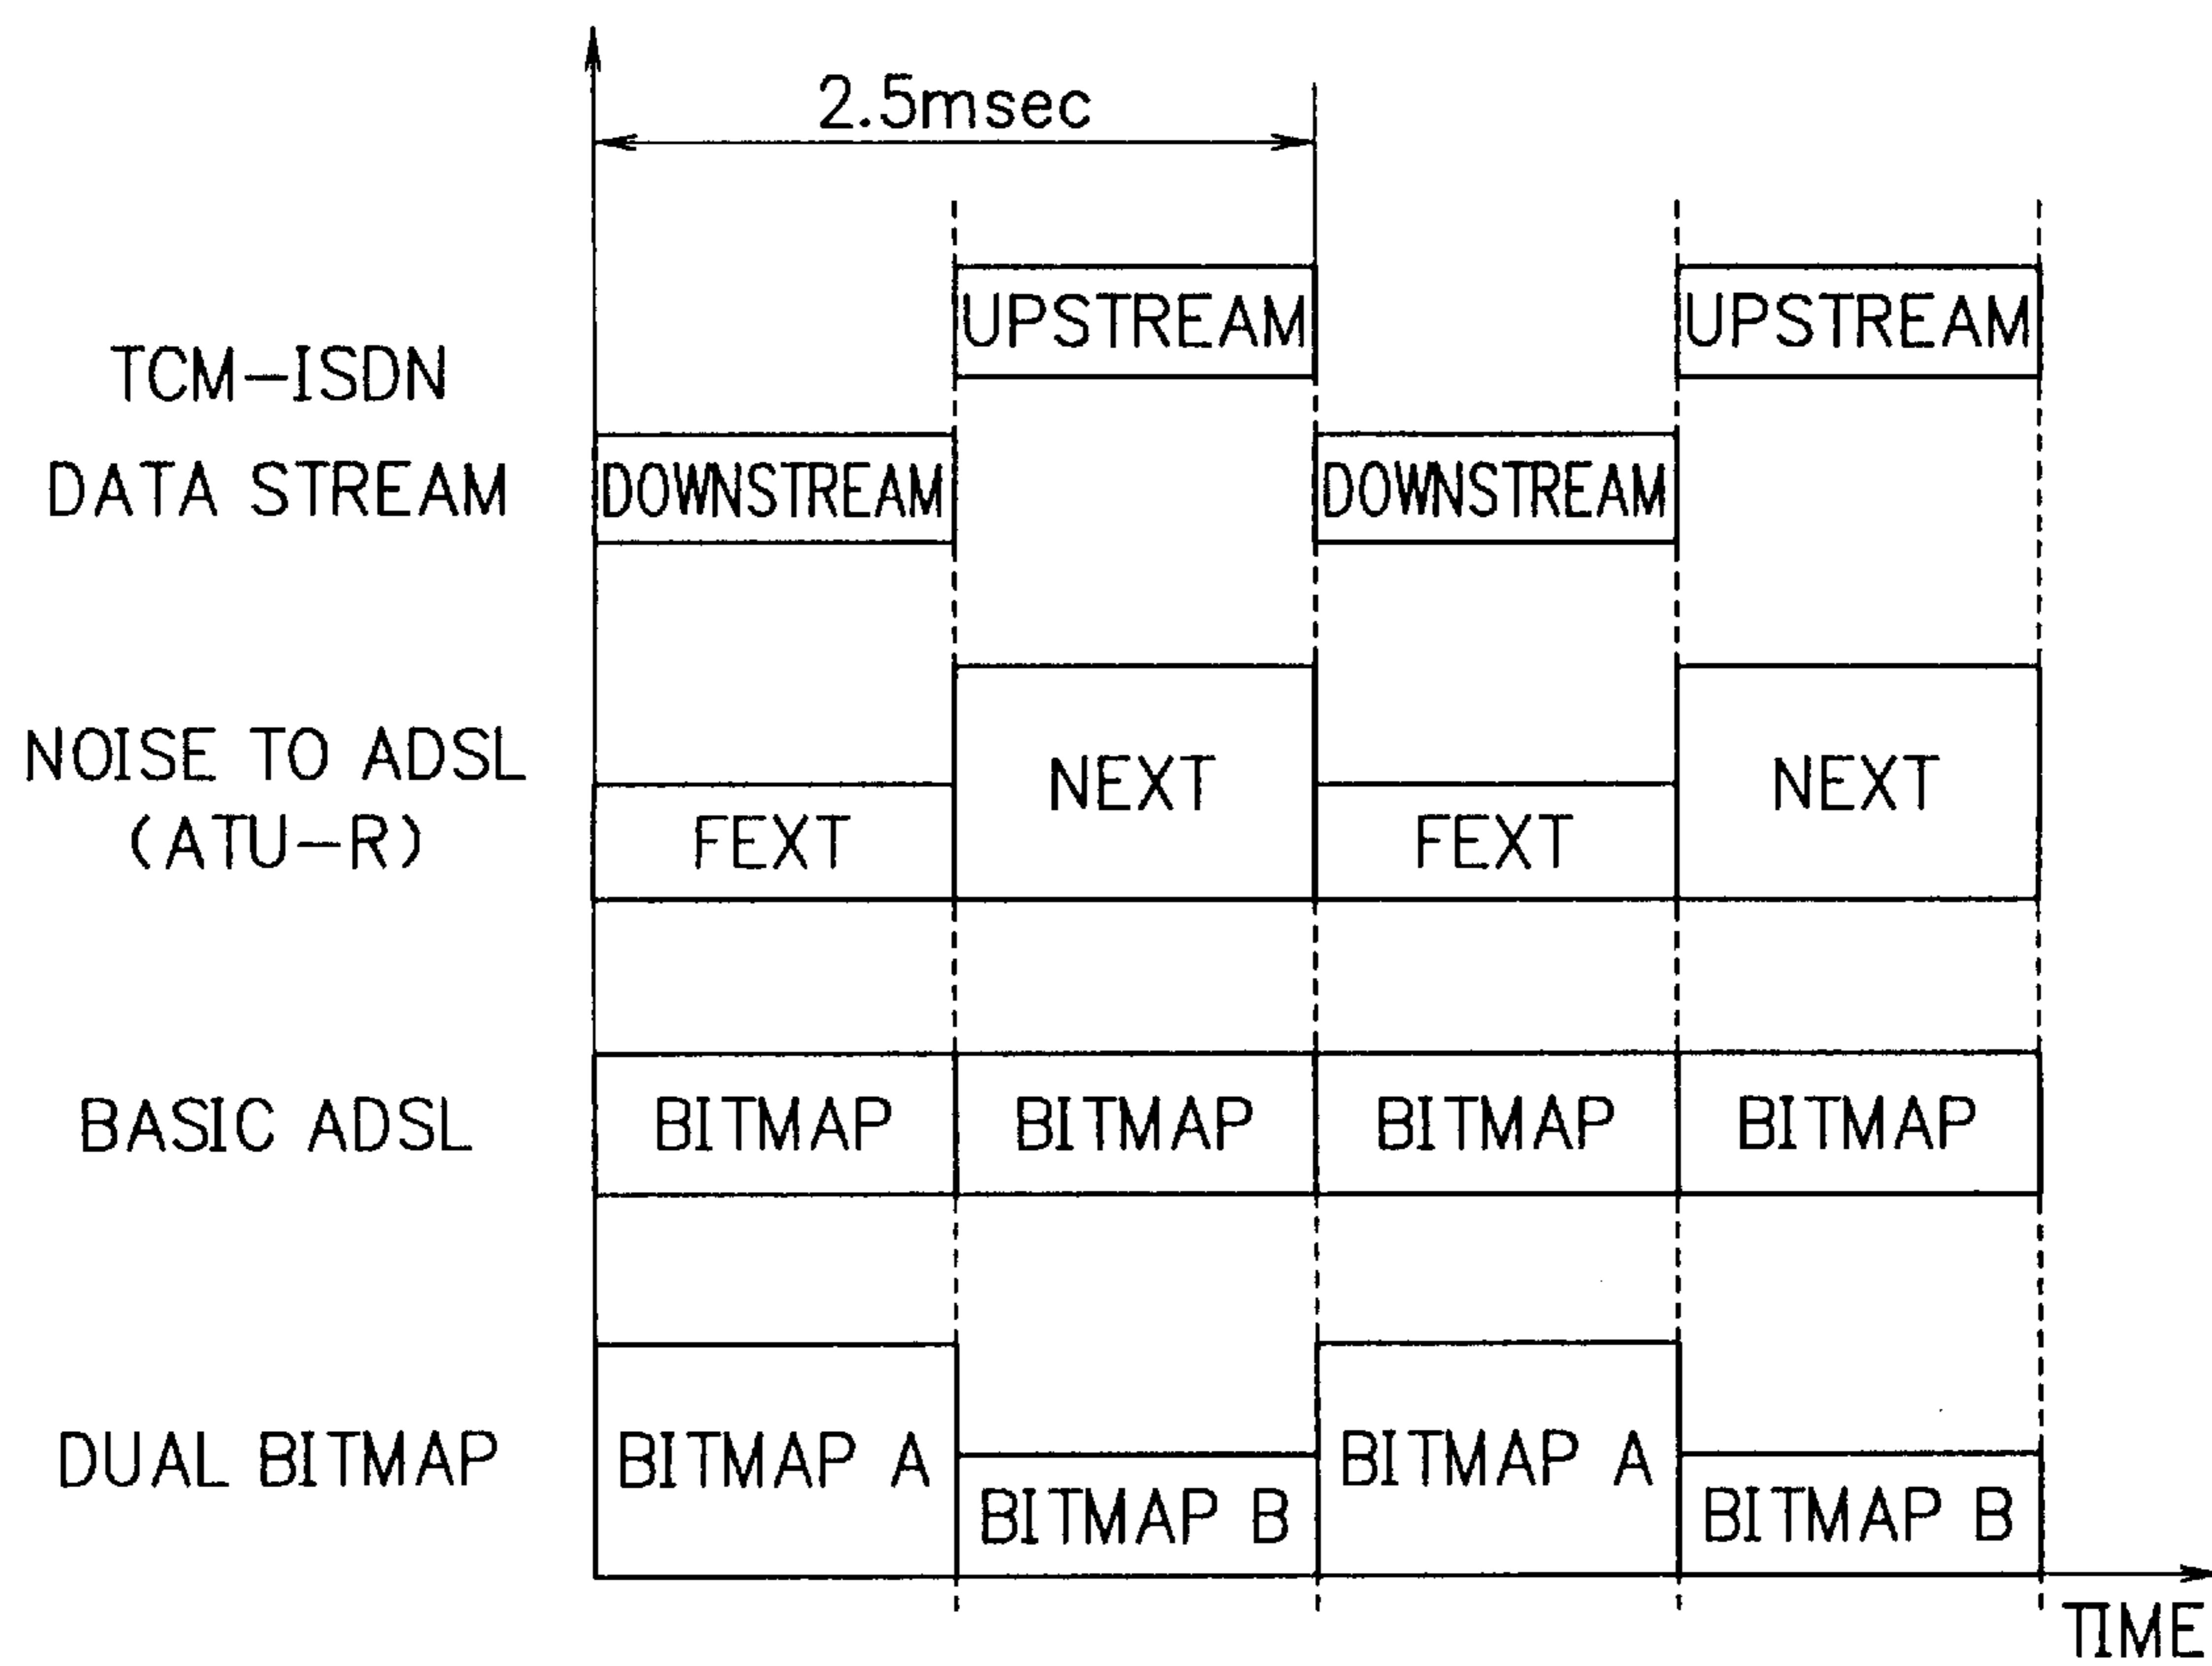 2.5msec
UPSTREAM UPSTREAM
TCM-ISDN
DATA STREAM
DOWNSTREAM DOWNSTREAM
NOISE TO ADSL
(ATU-R)
FEXT NEXT FEXT NEXT
BASIC ADSL
BITMAP BITMAP BITMAP BITMAP
DUAL BITMAP
BITMAP A BITMAP B BITMAP A BITMAP B
TIME